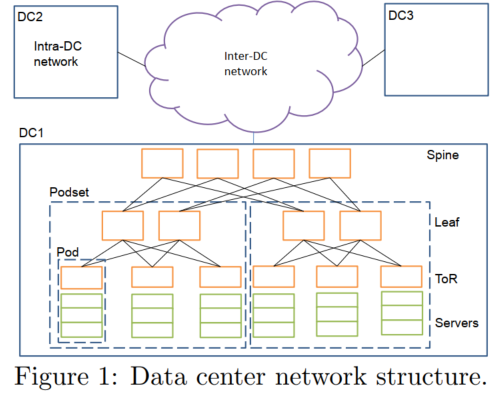 DC2
DC3
Intra-DC
network
Inter-DC
network
DC1
Spine
Podset
Leaf
Pod
ToR
Servers
Figure 1: Data center network structure.